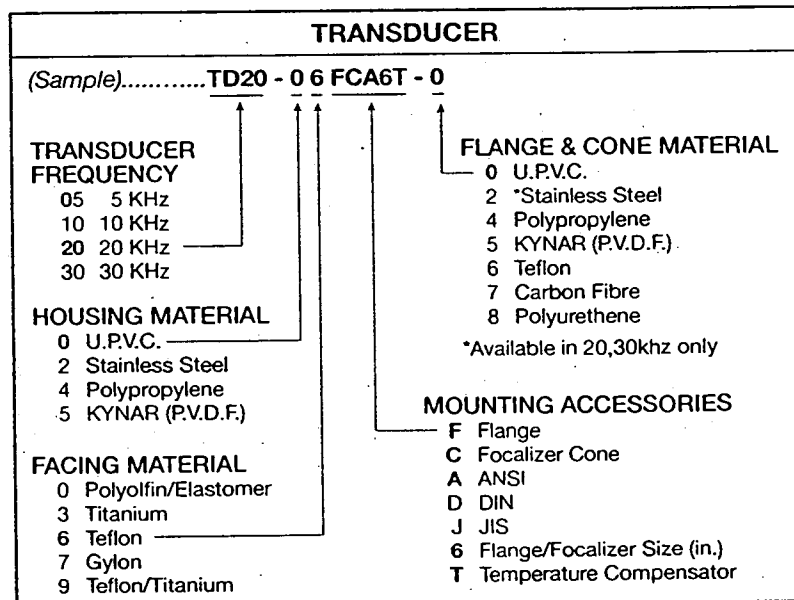 TRANSDUCER
(Sample)............TD20 - 0 6 FCA6T - 0
TRANSDUCER
FREQUENCY
05 5 KHz
10 10 KHz
20 20 KHz
30 30 KHz
HOUSING MATERIAL
0 U.P.V.C.
2 Stainless Steel
4 Polypropylene
5 KYNAR (P.V.D.F.)
FACING MATERIAL
0 Polyolfin/Elastomer
3 Titanium
6 Teflon
7 Gylon
9 Teflon/Titanium
FLANGE & CONE MATERIAL
0 U.P.V.C.
2 *Stainless Steel
4 Polypropylene
5 KYNAR (P.V.D.F.)
6 Teflon
7 Carbon Fibre
8 Polyurethene
*Available in 20,30khz only
MOUNTING ACCESSORIES
F Flange
C Focalizer Cone
A ANSI
D DIN
J JIS
6 Flange/Focalizer Size (in.)
T Temperature Compensator